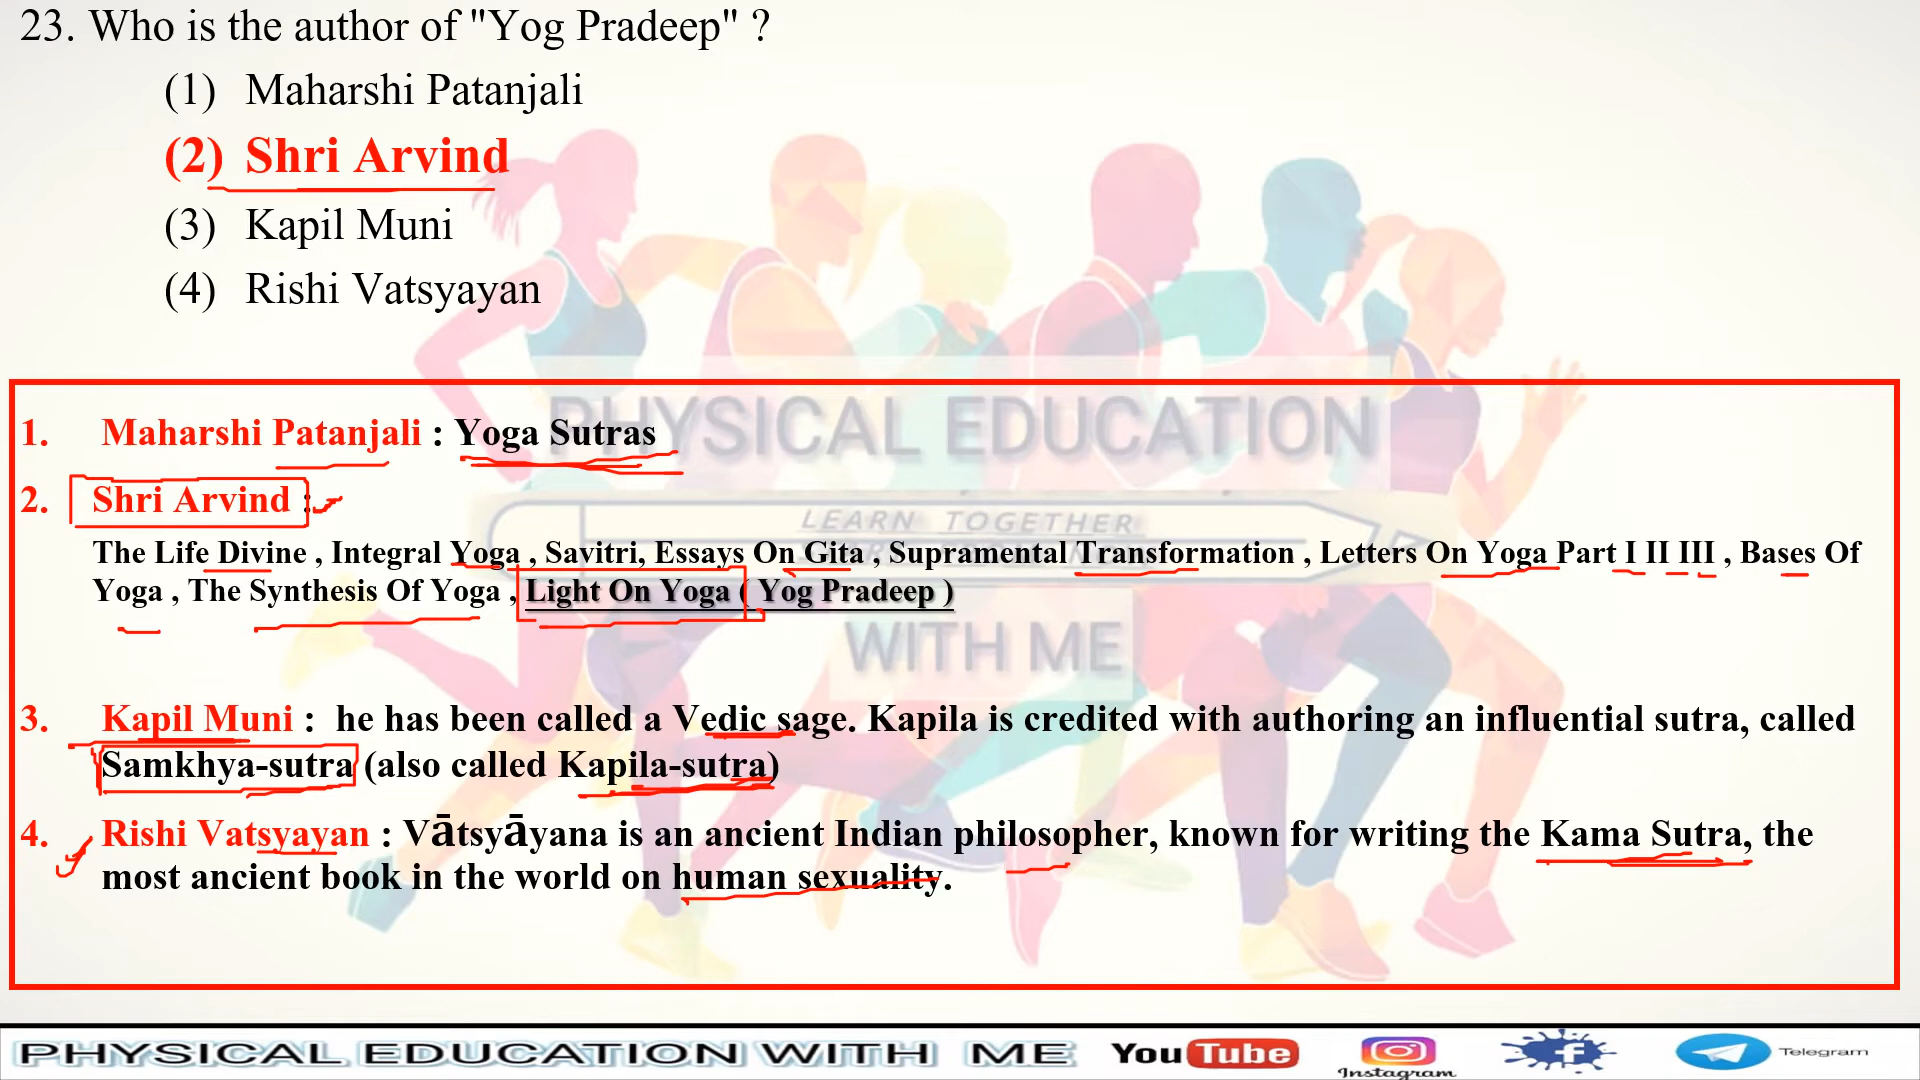 23. Who is the author of "Yog Pradeep" ?
(1) Maharshi Patanjali
(2) Shri Arvind
(3) Kapil Muni
(4) Rishi Vatsyayan
PHYSICAL EDUCATION
1. Maharshi Patanjali : Yoga Sutras
2. Shri Arvind :
LEARN TOGETHER
The Life Divine , Integral Yoga , Savitri, Essays On Gita , Supramental Transformation , Letters On Yoga Part I II III , Bases Of
Yoga , The Synthesis Of Yoga , Light On Yoga ( Yog Pradeep )
WITH ME
3. Kapil Muni : he has been called a Vedic sage. Kapila is credited with authoring an influential sutra, called
Samkhya-sutra (also called Kapila-sutra)
4. Rishi Vatsyayan : Vātsyāyana is an ancient Indian philosopher, known for writing the Kama Sutra, the
most ancient book in the world on human sexuality.
PHYSICAL EDUCATION WITH ME YouTube Instagram f Telegram